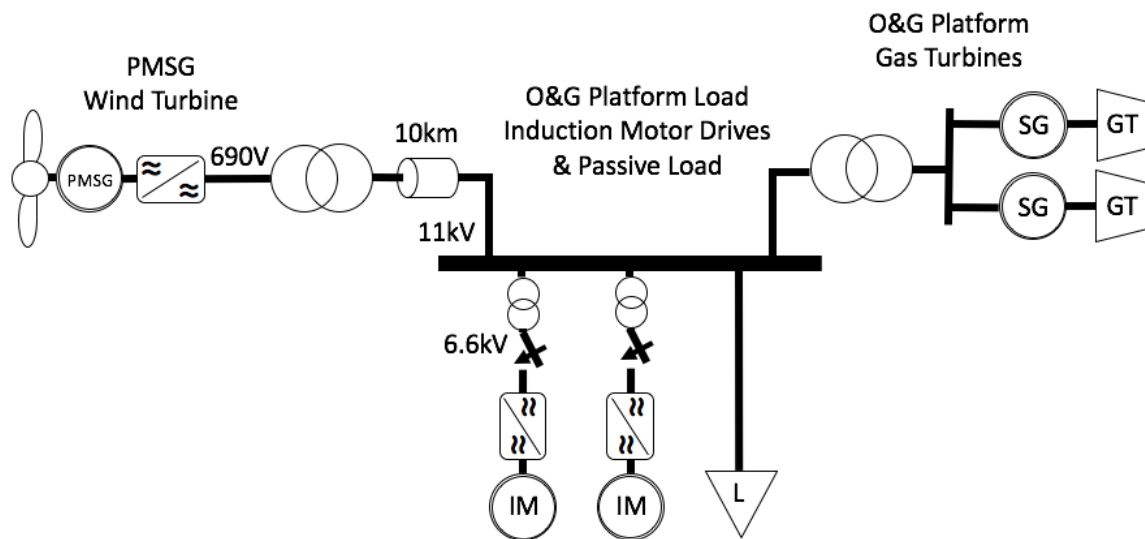 PMSG
Wind Turbine
PMSG
690V
10km
11kV
O&G Platform Load
Induction Motor Drives
& Passive Load
O&G Platform
Gas Turbines
SG
GT
SG
GT
6.6kV
IM
IM
L